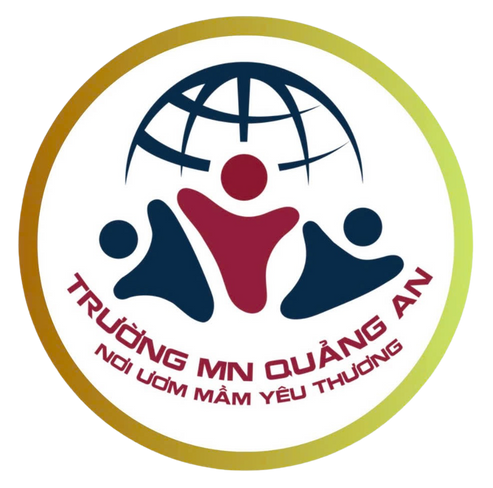 TRƯỜNG MN QUẢNG AN
NƠI ƯƠM MẦM YÊU THƯƠNG